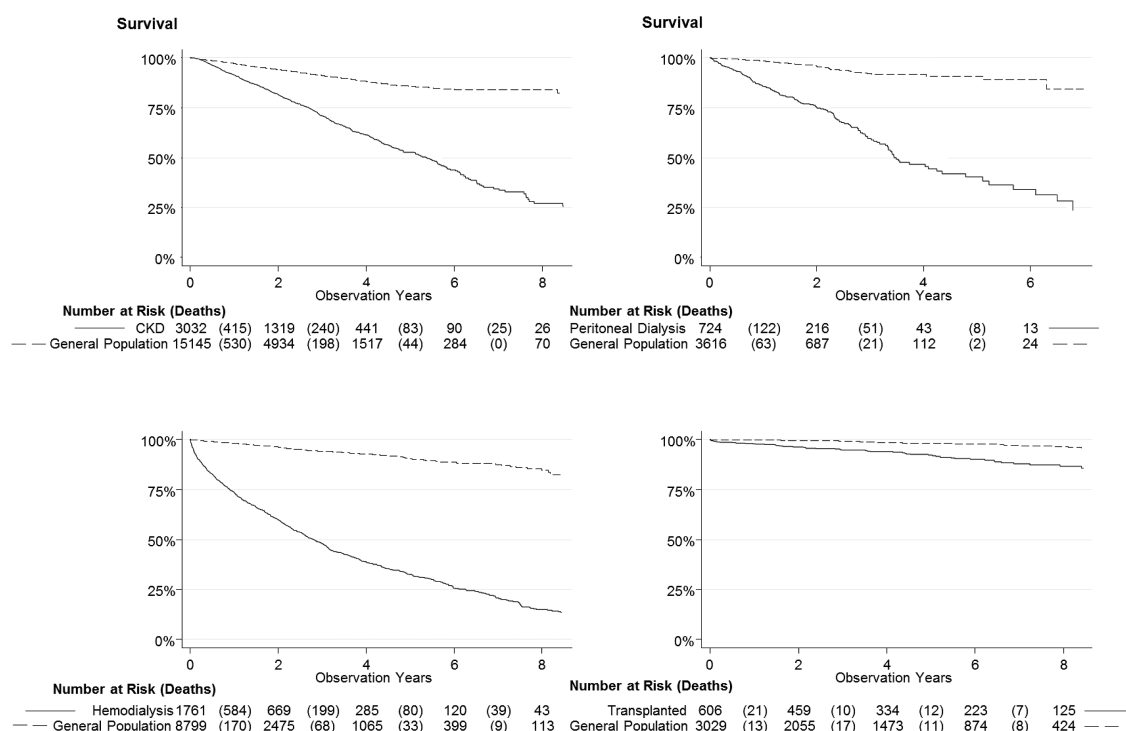 Survival
100%
75%
50%
25%
0%
0 2 4 6 8
Observation Years
Number at Risk (Deaths)
CKD 3032 (415) 1319 (240) 441 (83) 90 (25) 26
General Population 15145 (530) 4934 (198) 1517 (44) 284 (0) 70
Survival
100%
75%
50%
25%
0%
0 2 4 6
Observation Years
Number at Risk (Deaths)
Peritoneal Dialysis 724 (122) 216 (51) 43 (8) 13
General Population 3616 (63) 687 (21) 112 (2) 24
100%
75%
50%
25%
0%
0 2 4 6 8
Observation Years
Number at Risk (Deaths)
Hemodialysis 1761 (584) 669 (199) 285 (80) 120 (39) 43
General Population 8799 (170) 2475 (68) 1065 (33) 399 (9) 113
100%
75%
50%
25%
0%
0 2 4 6 8
Observation Years
Number at Risk (Deaths)
Transplanted 606 (21) 459 (10) 334 (12) 223 (7) 125
General Population 3029 (13) 2055 (17) 1473 (11) 874 (8) 424